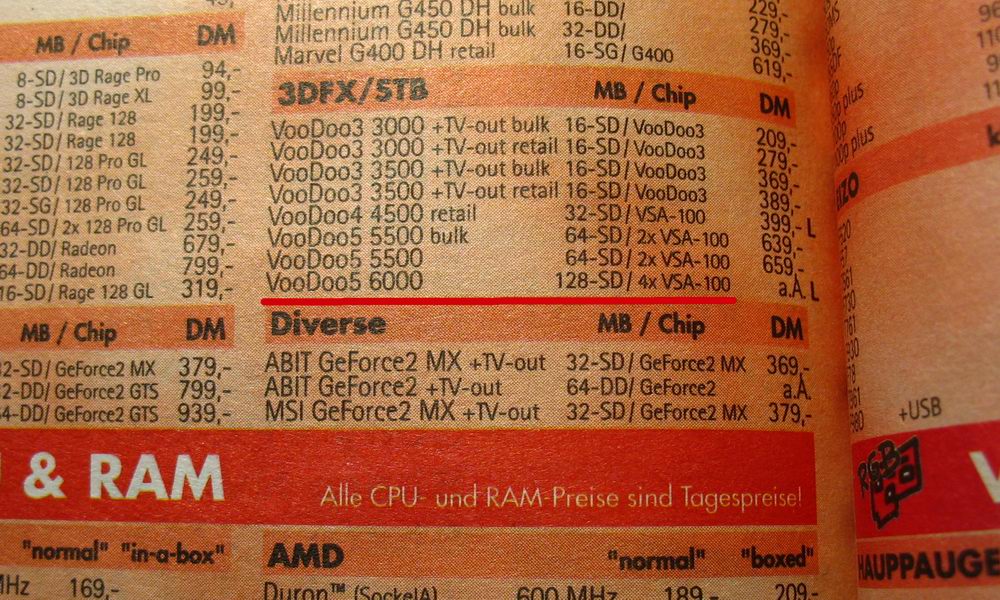 49,-
MB / Chip DM
8-SD/ 3D Rage Pro 94,-
8-SD/ 3D Rage XL 99,-
32-SD/ Rage 128 199,-
32-SD/ Rage 128 199,-
32-SD/ 128 Pro GL 249,-
32-SD/ 128 Pro GL 259,-
32-SG/ 128 Pro GL 249,-
64-SD/ 2x 128 Pro GL 259,-
32-DD/ Radeon 679,-
64-DD/ Radeon 799,-
16-SD/ Rage 128 GL 319,-
MB / Chip DM
32-SD/ GeForce2 MX 379,-
32-DD/ GeForce2 GTS 799,-
64-DD/ GeForce2 GTS 939,-
229,-
Millennium G450 DH bulk 16-DD/ 279,-
Millennium G450 DH bulk 32-DD/ 369,-
Marvel G400 DH retail 16-SG/ G400 619,-
3DFX/STB MB / Chip DM
VooDoo3 3000 +TV-out bulk 16-SD/ VooDoo3 209,-
VooDoo3 3000 +TV-out retail 16-SD/ VooDoo3 279,-
VooDoo3 3500 +TV-out bulk 16-SD/ VooDoo3 369,-
VooDoo3 3500 +TV-out retail 16-SD/ VooDoo3 389,-
VooDoo4 4500 retail 32-SD/ VSA-100 399,- L
VooDoo5 5500 bulk 64-SD/ 2x VSA-100 639,-
VooDoo5 5500 64-SD/ 2x VSA-100 659,-
VooDoo5 6000 128-SD/ 4x VSA-100 a.A. L
Diverse MB / Chip DM
ABIT GeForce2 MX +TV-out 32-SD/ GeForce2 MX 369,-
ABIT GeForce2 +TV-out 64-DD/ GeForce2 a.A.
MSI GeForce2 MX +TV-out 32-SD/ GeForce2 MX 379,-
& RAM
Alle CPU- und RAM-Preise sind Tagespreise!
"normal" "in-a-box"
MHz 169,-
AMD "normal" "boxed"
Duron™ (SockelA) 600 MHz 189,- 209,-
plus
plus
+USB
HAUPPAUGE